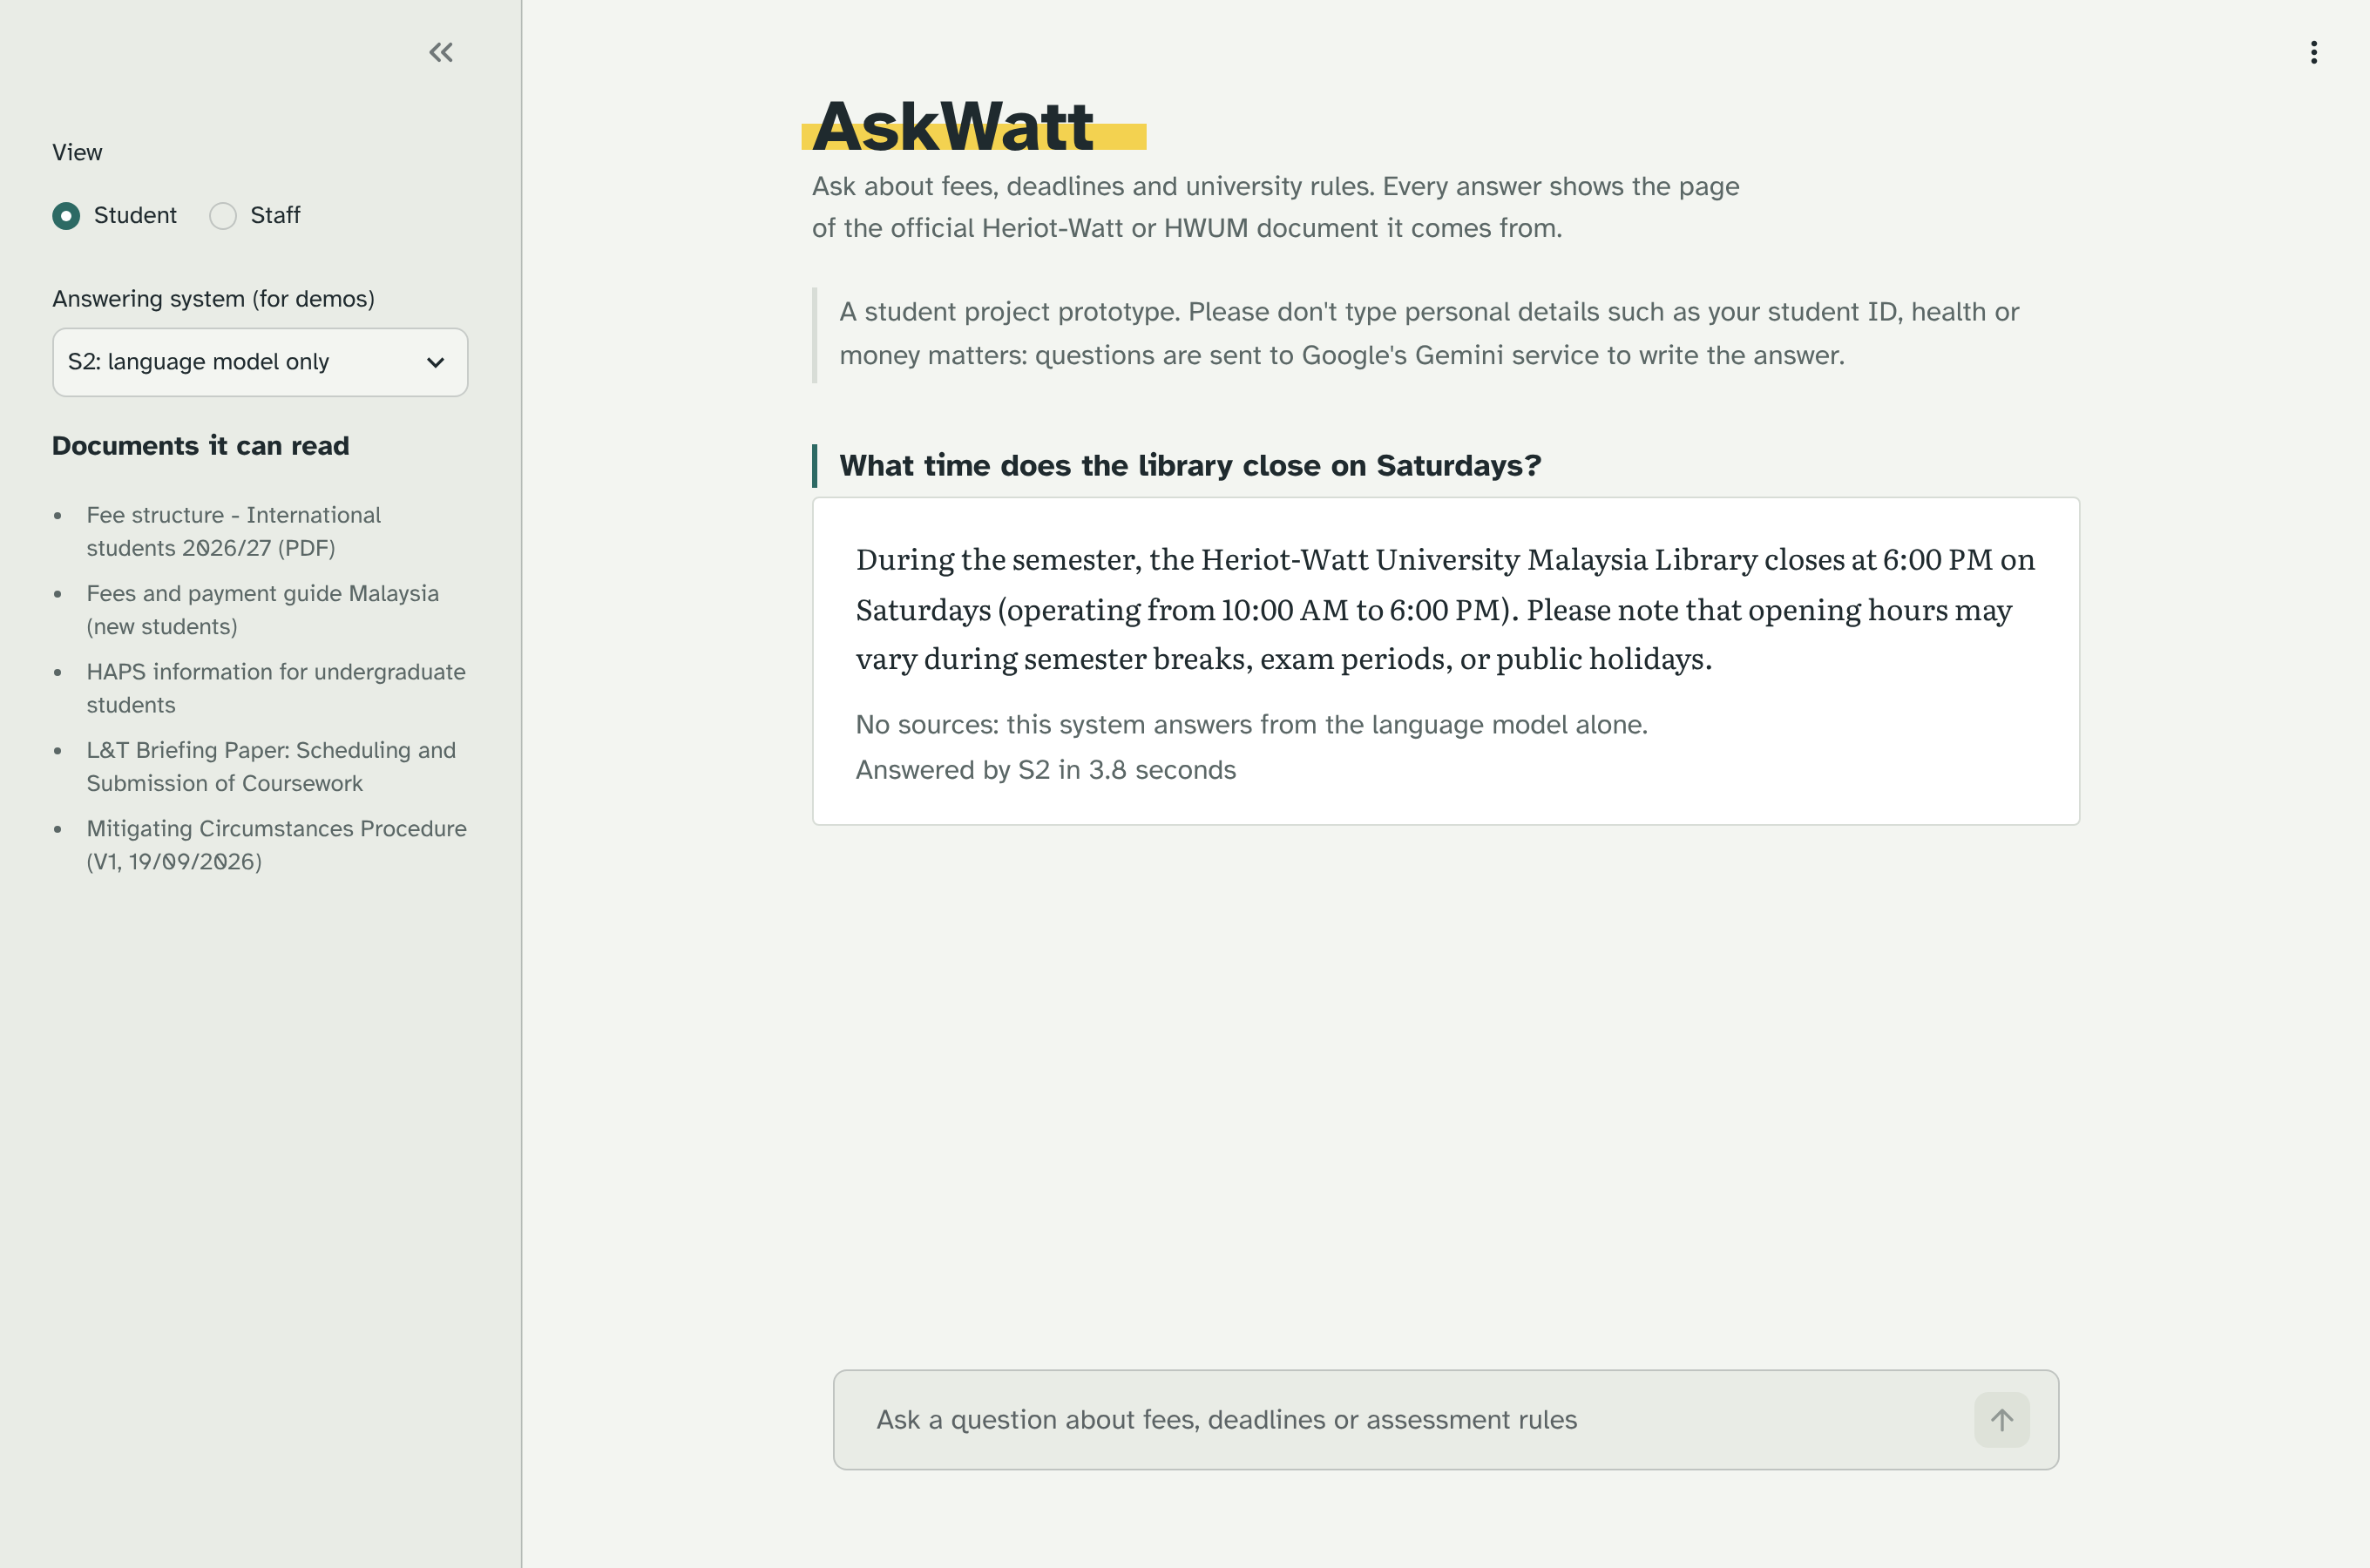 View
Student
Staff
Answering system (for demos)
S2: language model only
Documents it can read
Fee structure - International
students 2026/27 (PDF)
Fees and payment guide Malaysia
(new students)
HAPS information for undergraduate
students
L&T Briefing Paper: Scheduling and
Submission of Coursework
Mitigating Circumstances Procedure
(V1, 19/09/2026)
AskWatt
Ask about fees, deadlines and university rules. Every answer shows the page
of the official Heriot-Watt or HWUM document it comes from.
A student project prototype. Please don't type personal details such as your student ID, health or
money matters: questions are sent to Google's Gemini service to write the answer.
What time does the library close on Saturdays?
During the semester, the Heriot-Watt University Malaysia Library closes at 6:00 PM on
Saturdays (operating from 10:00 AM to 6:00 PM). Please note that opening hours may
vary during semester breaks, exam periods, or public holidays.
No sources: this system answers from the language model alone.
Answered by S2 in 3.8 seconds
Ask a question about fees, deadlines or assessment rules